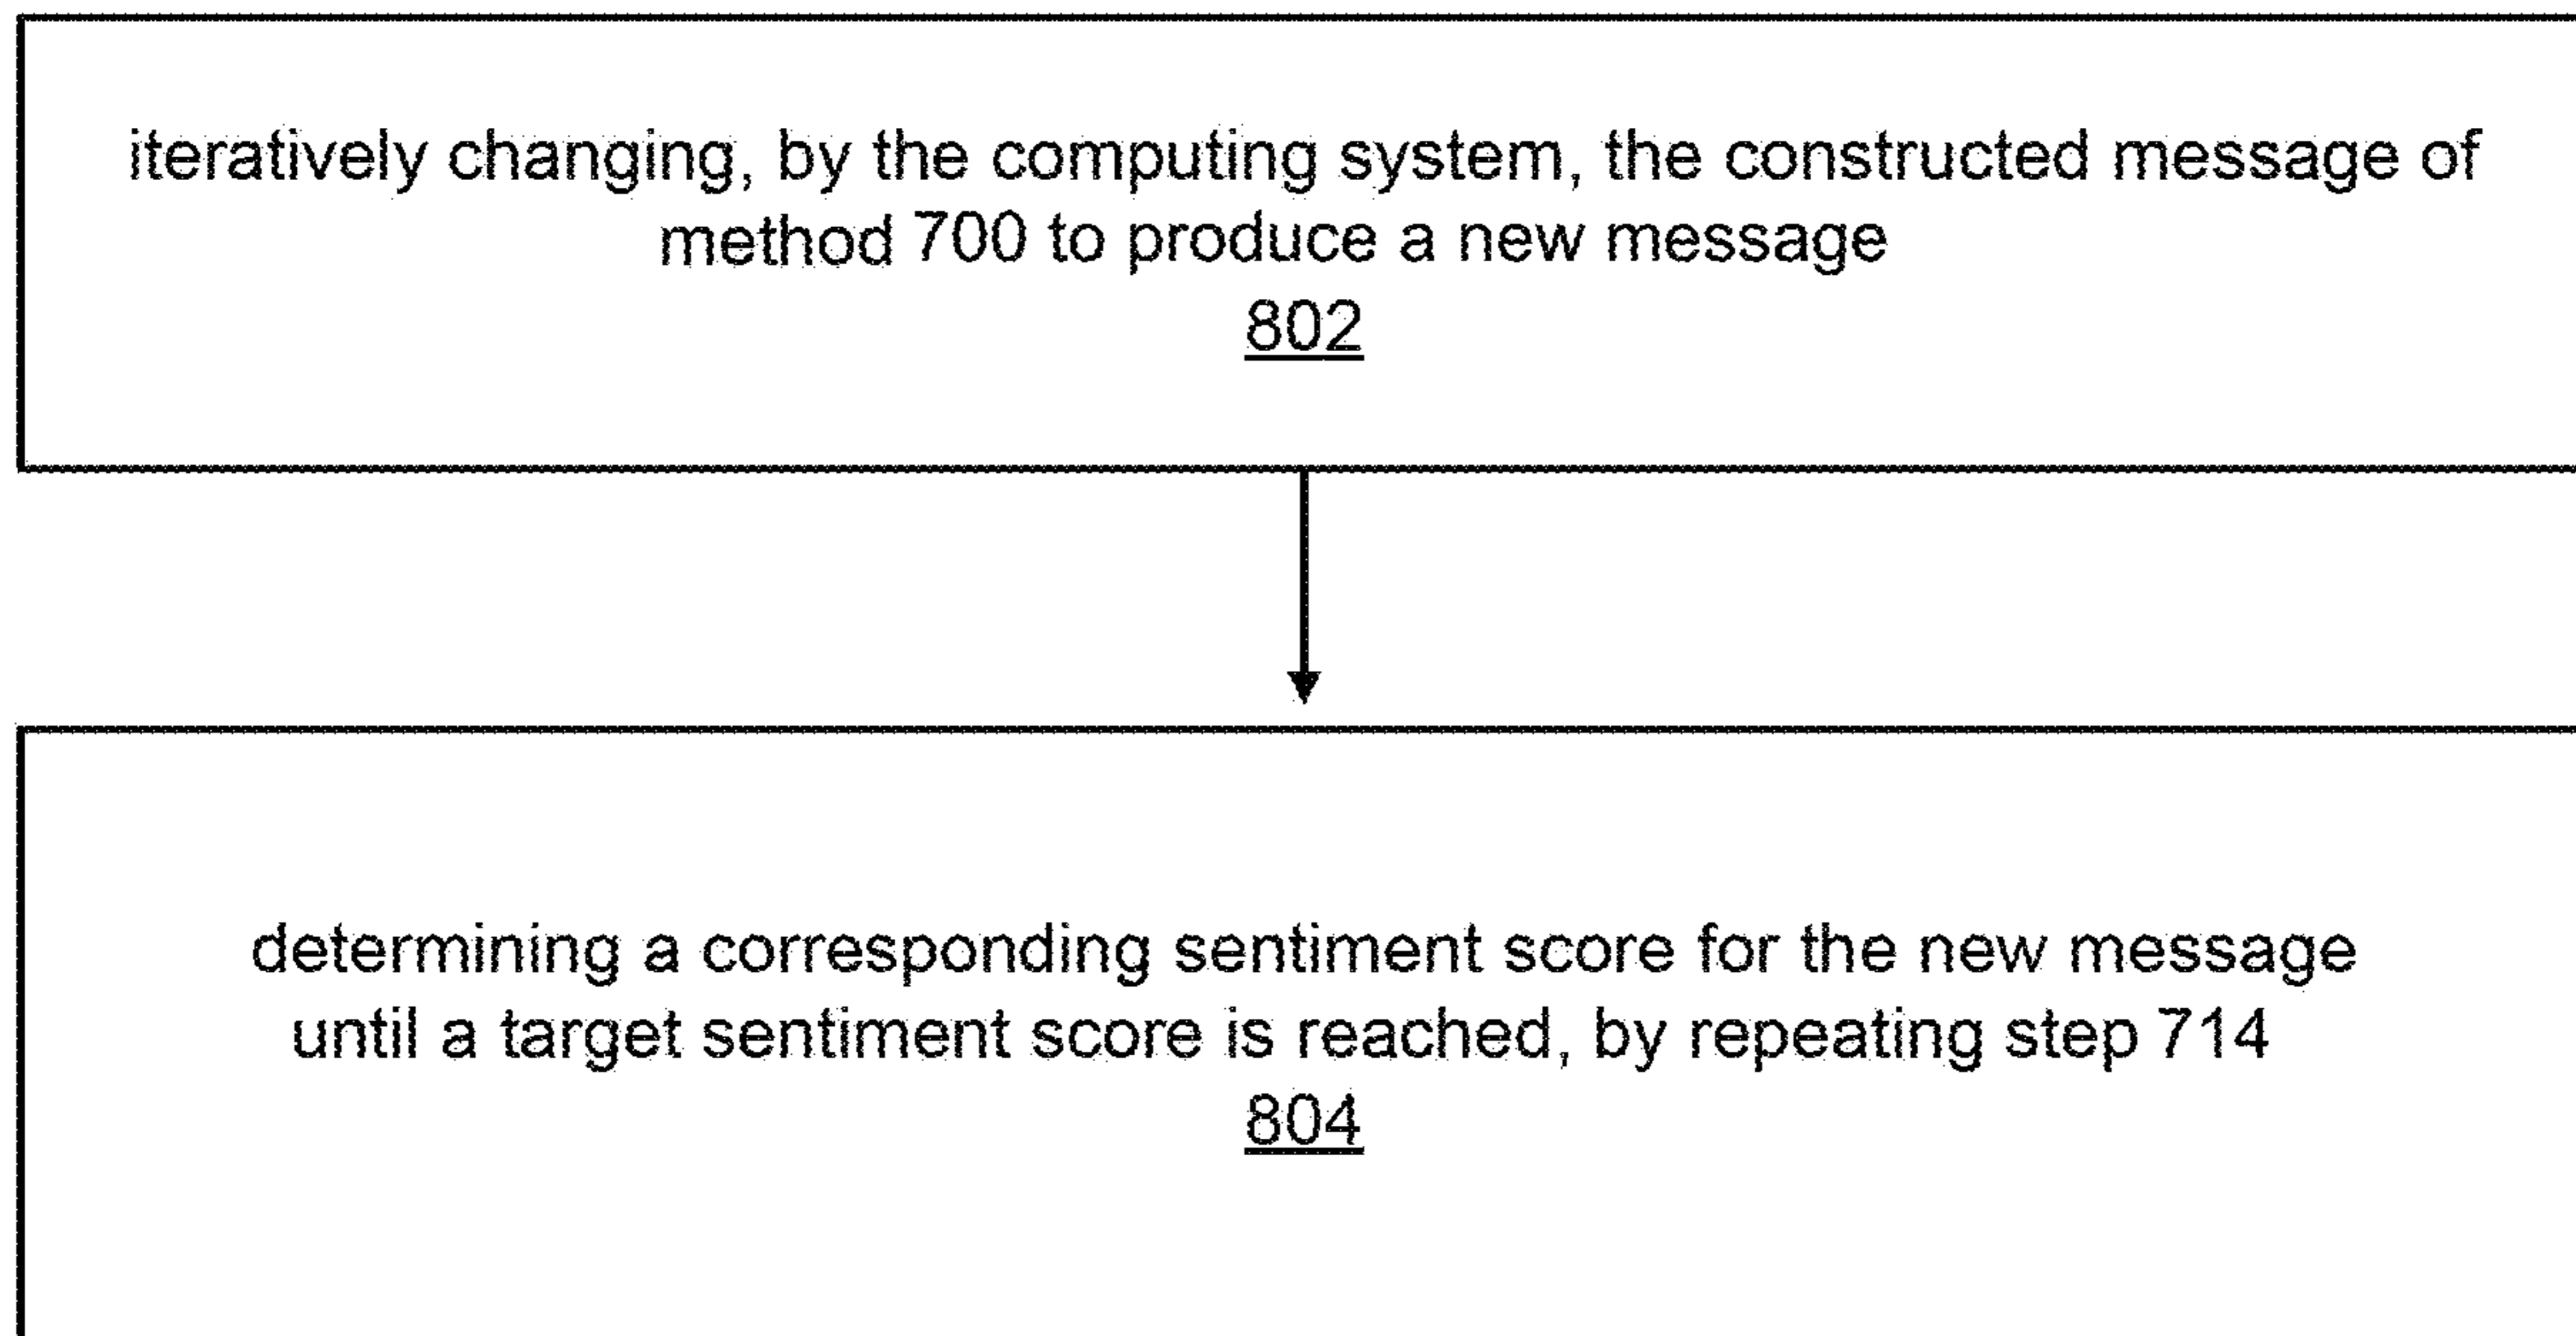 iteratively changing, by the computing system, the constructed message of
method 700 to produce a new message
802
determining a corresponding sentiment score for the new message
until a target sentiment score is reached, by repeating step 714
804